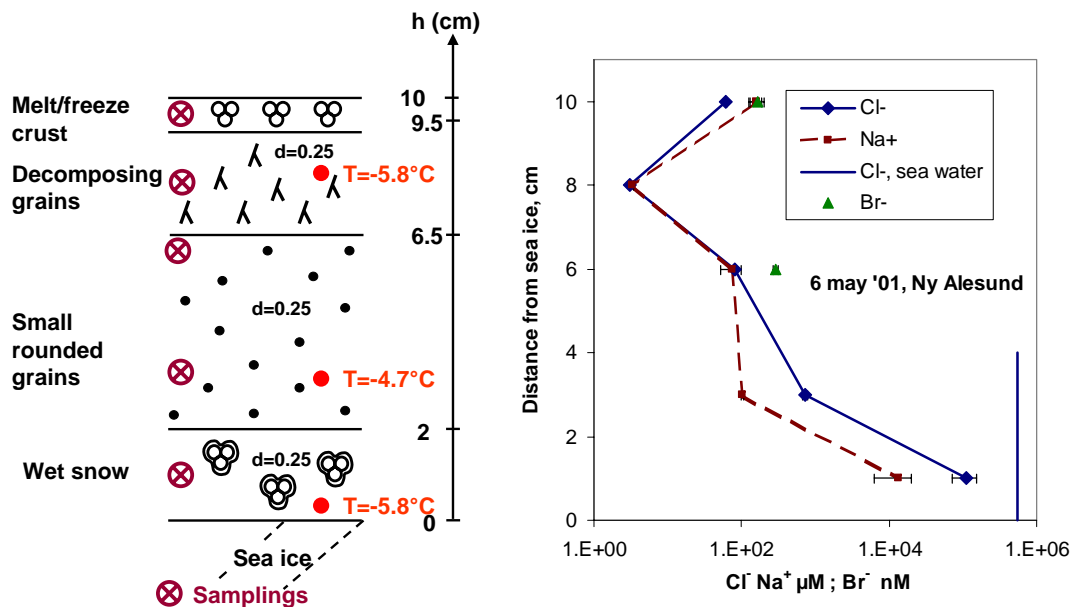 h (cm)
Melt/freeze
crust
10
9.5
Decomposing
grains
d=0.25
T=-5.8°C
6.5
Small
rounded
grains
d=0.25
T=-4.7°C
2
Wet snow
d=0.25
T=-5.8°C
0
Sea ice
Samplings
Distance from sea ice, cm
10
8
6
4
2
0
Cl-
Na+
Cl-, sea water
Br-
6 may '01, Ny Alesund
1.E+00
1.E+02
1.E+04
1.E+06
Cl⁻ Na⁺ µM ; Br⁻ nM